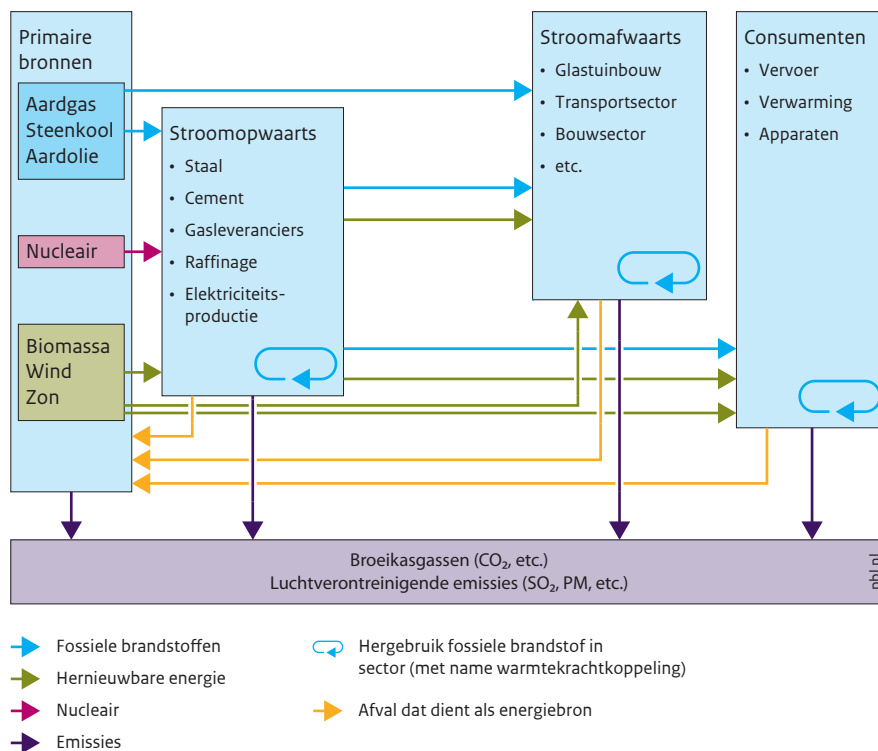 Primaire
bronnen
Aardgas
Steenkool
Aardolie
Nucleair
Biomassa
Wind
Zon
Stroomopwaarts
• Staal
• Cement
• Gasleveranciers
• Raffinage
• Elektriciteits-
productie
Stroomafwaarts
• Glastuinbouw
• Transportsector
• Bouwsector
• etc.
Consumenten
• Vervoer
• Verwarming
• Apparaten
Broeikasgassen (CO₂, etc.)
Luchtverontreinigende emissies (SO₂, PM, etc.)
pbl.nl
Fossiele brandstoffen
Hernieuwbare energie
Nucleair
Emissies
Hergebruik fossiele brandstof in
sector (met name warmtekrachtkoppeling)
Afval dat dient als energiebron